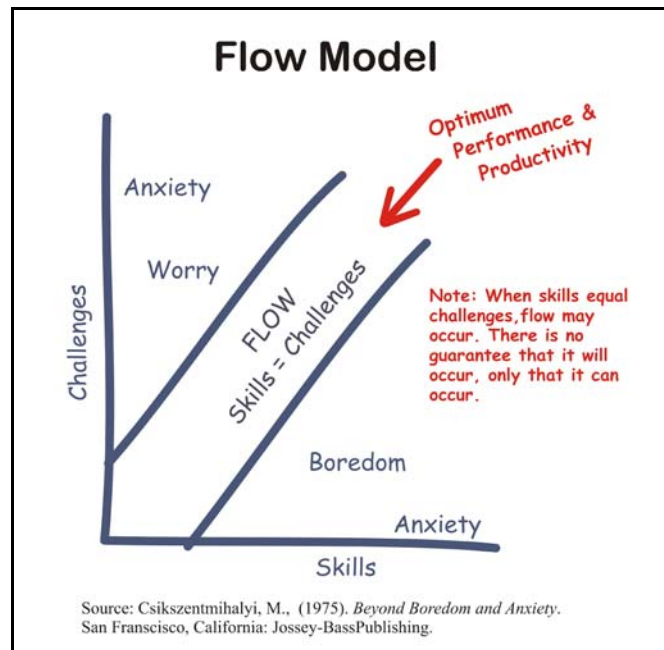 Flow Model
Optimum
Performance &
Productivity
Anxiety
Worry
Challenges
FLOW
Skills = Challenges
Note: When skills equal
challenges,flow may
occur. There is no
guarantee that it will
occur, only that it can
occur.
Boredom
Anxiety
Skills
Source: Csikszentmihalyi, M., (1975). Beyond Boredom and Anxiety.
San Franscisco, California: Jossey-BassPublishing.